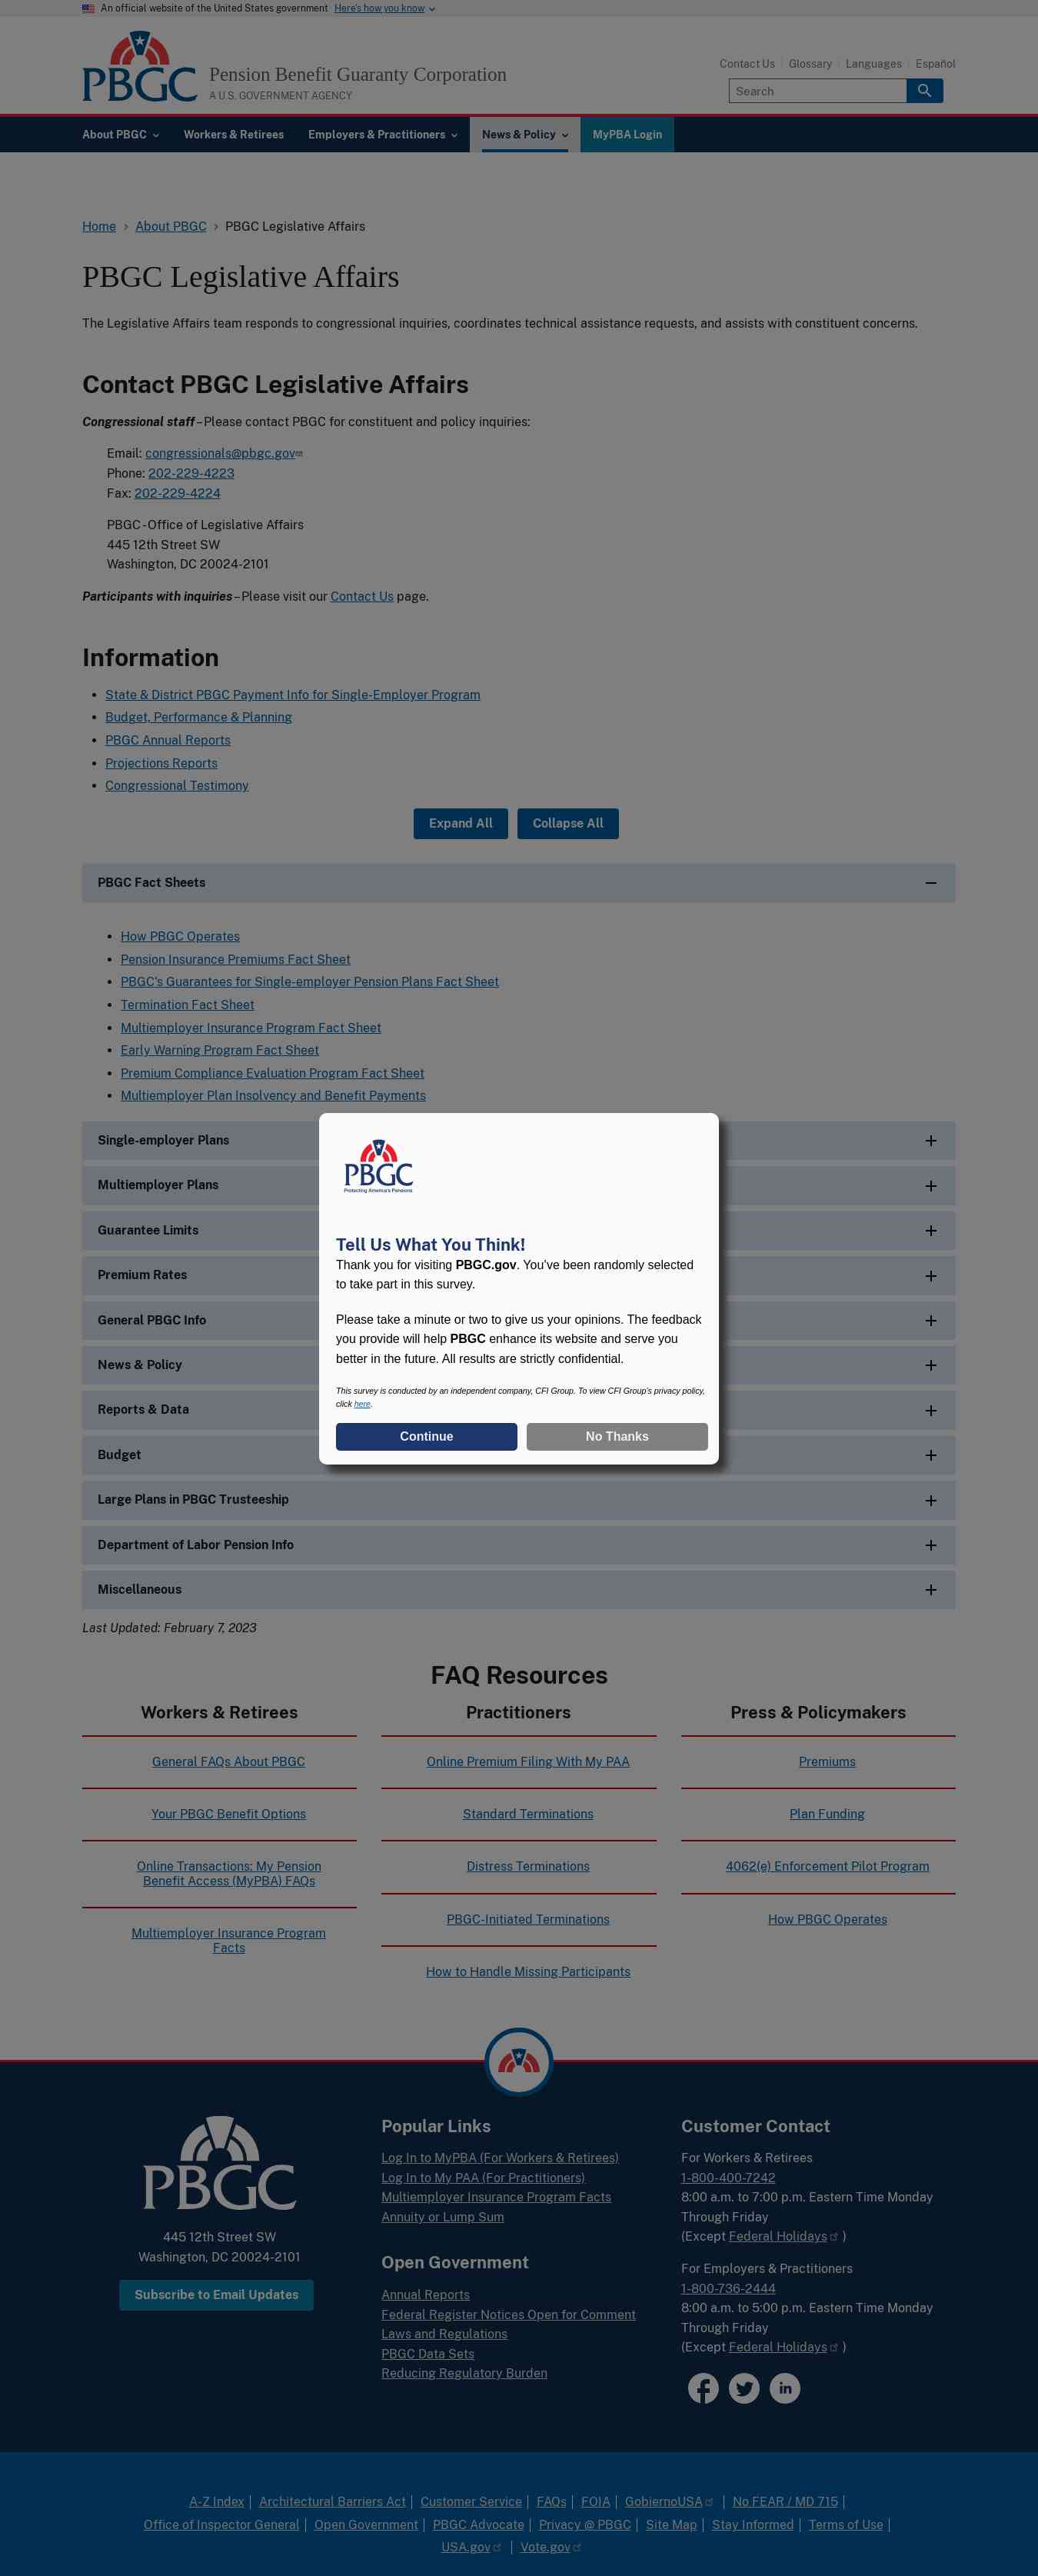 An official website of the United States government Here's how you know
PBGC
Pension Benefit Guaranty Corporation
A U.S. GOVERNMENT AGENCY
Contact Us Glossary Languages Español
Search
About PBGC Workers & Retirees Employers & Practitioners News & Policy MyPBA Login
Home About PBGC PBGC Legislative Affairs
PBGC Legislative Affairs
The Legislative Affairs team responds to congressional inquiries, coordinates technical assistance requests, and assists with constituent concerns.
Contact PBGC Legislative Affairs
Congressional staff – Please contact PBGC for constituent and policy inquiries:
Email: congressionals@pbgc.gov
Phone: 202-229-4223
Fax: 202-229-4224
PBGC - Office of Legislative Affairs
445 12th Street SW
Washington, DC 20024-2101
Participants with inquiries – Please visit our Contact Us page.
Information
State & District PBGC Payment Info for Single-Employer Program
Budget, Performance & Planning
PBGC Annual Reports
Projections Reports
Congressional Testimony
Expand All Collapse All
PBGC Fact Sheets
How PBGC Operates
Pension Insurance Premiums Fact Sheet
PBGC's Guarantees for Single-employer Pension Plans Fact Sheet
Termination Fact Sheet
Multiemployer Insurance Program Fact Sheet
Early Warning Program Fact Sheet
Premium Compliance Evaluation Program Fact Sheet
Multiemployer Plan Insolvency and Benefit Payments
Single-employer Plans
Multiemployer Plans
Guarantee Limits
Premium Rates
General PBGC Info
News & Policy
Reports & Data
Budget
Large Plans in PBGC Trusteeship
Department of Labor Pension Info
Miscellaneous
PBGC
Protecting America's Pensions
Tell Us What You Think!
Thank you for visiting PBGC.gov. You've been randomly selected
to take part in this survey.
Please take a minute or two to give us your opinions. The feedback
you provide will help PBGC enhance its website and serve you
better in the future. All results are strictly confidential.
This survey is conducted by an independent company, CFI Group. To view CFI Group's privacy policy,
click here.
Continue No Thanks
Last Updated: February 7, 2023
FAQ Resources
Workers & Retirees
General FAQs About PBGC
Your PBGC Benefit Options
Online Transactions: My Pension
Benefit Access (MyPBA) FAQs
Multiemployer Insurance Program
Facts
Practitioners
Online Premium Filing With My PAA
Standard Terminations
Distress Terminations
PBGC-Initiated Terminations
How to Handle Missing Participants
Press & Policymakers
Premiums
Plan Funding
4062(e) Enforcement Pilot Program
How PBGC Operates
PBGC
445 12th Street SW
Washington, DC 20024-2101
Subscribe to Email Updates
Popular Links
Log In to MyPBA (For Workers & Retirees)
Log In to My PAA (For Practitioners)
Multiemployer Insurance Program Facts
Annuity or Lump Sum
Open Government
Annual Reports
Federal Register Notices Open for Comment
Laws and Regulations
PBGC Data Sets
Reducing Regulatory Burden
Customer Contact
For Workers & Retirees
1-800-400-7242
8:00 a.m. to 7:00 p.m. Eastern Time Monday
Through Friday
(Except Federal Holidays )
For Employers & Practitioners
1-800-736-2444
8:00 a.m. to 5:00 p.m. Eastern Time Monday
Through Friday
(Except Federal Holidays )
in
A-Z Index | Architectural Barriers Act | Customer Service | FAQs | FOIA | GobiernoUSA | No FEAR / MD 715 |
Office of Inspector General | Open Government | PBGC Advocate | Privacy @ PBGC | Site Map | Stay Informed | Terms of Use |
USA.gov | Vote.gov